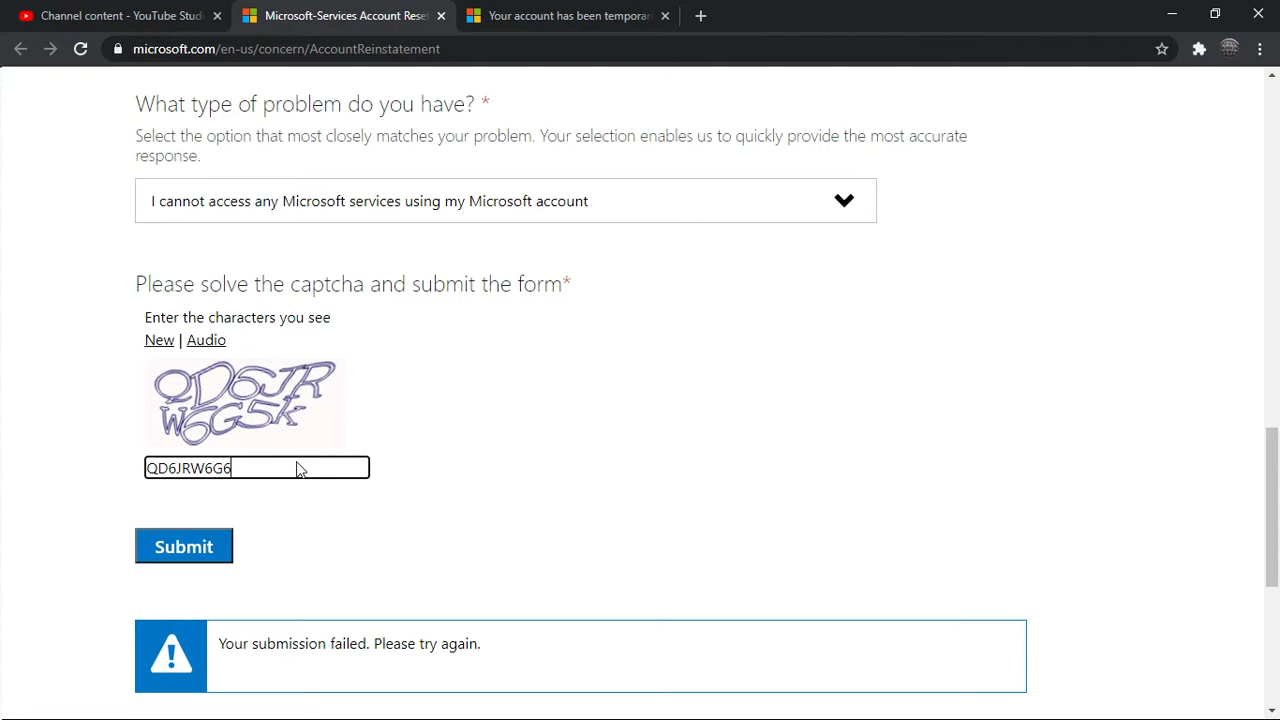 Channel content - YouTube Stud
Microsoft-Services Account Rese
Your account has been temporar
microsoft.com/en-us/concern/AccountReinstatement
What type of problem do you have? *
Select the option that most closely matches your problem. Your selection enables us to quickly provide the most accurate
response.
I cannot access any Microsoft services using my Microsoft account
Please solve the captcha and submit the form*
Enter the characters you see
New | Audio
QD6JR
W6G5k
QD6JRW6G6
Submit
Your submission failed. Please try again.